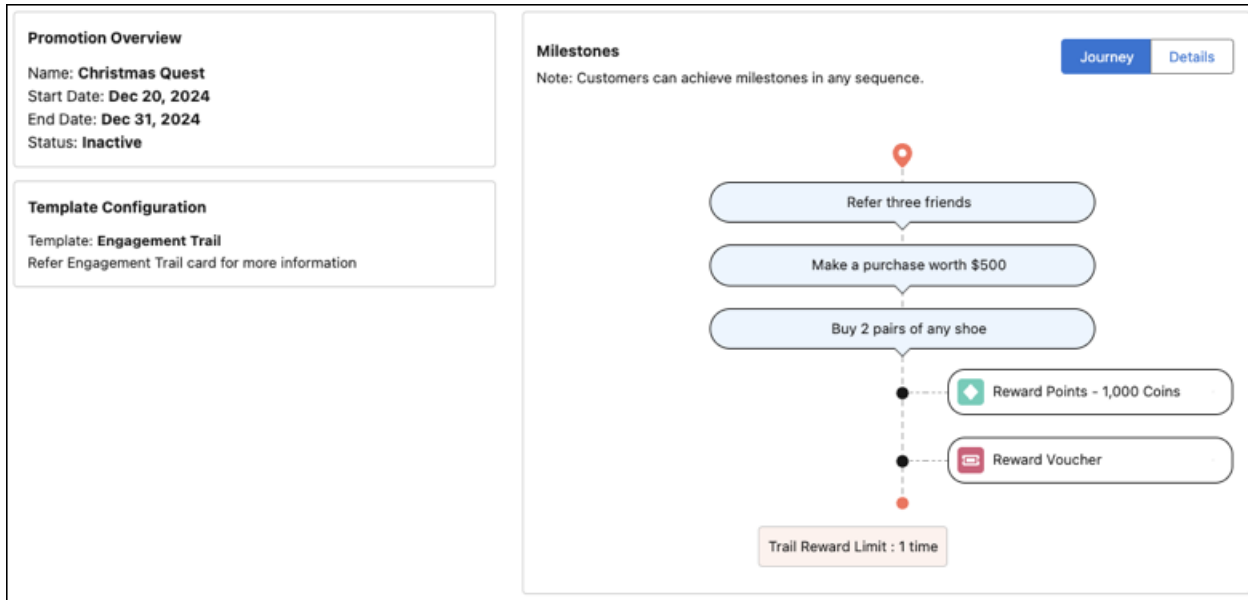 Promotion Overview
Name: Christmas Quest
Start Date: Dec 20, 2024
End Date: Dec 31, 2024
Status: Inactive
Template Configuration
Template: Engagement Trail
Refer Engagement Trail card for more information
Milestones
Note: Customers can achieve milestones in any sequence.
Journey
Details
Refer three friends
Make a purchase worth $500
Buy 2 pairs of any shoe
Reward Points - 1,000 Coins
Reward Voucher
Trail Reward Limit : 1 time